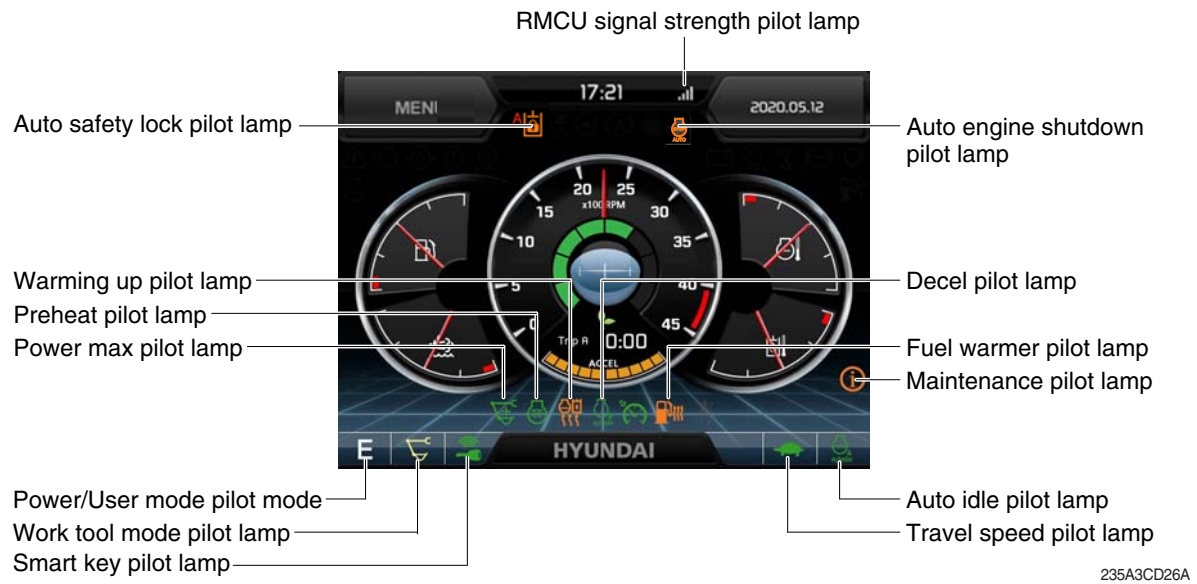 RMCU signal strength pilot lamp
MENU
17:21
2020.05.12
Auto safety lock pilot lamp
A
AUTO
Auto engine shutdown
pilot lamp
20 25
x100RPM
15 30
10 35
Warming up pilot lamp
5 40
Decel pilot lamp
Preheat pilot lamp
0 45
Trip A 0:00
Power max pilot lamp
ACCEL
Fuel warmer pilot lamp
Maintenance pilot lamp
E
HYUNDAI
Power/User mode pilot mode
Auto idle pilot lamp
Work tool mode pilot lamp
Travel speed pilot lamp
Smart key pilot lamp
235A3CD26A